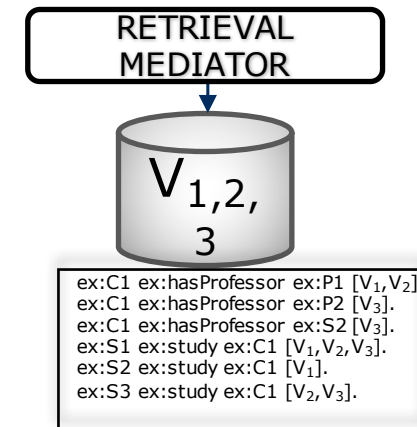 RETRIEVAL
MEDIATOR
V₁,₂,
₃
ex:C1 ex:hasProfessor ex:P1 [V₁,V₂]
ex:C1 ex:hasProfessor ex:P2 [V₃].
ex:C1 ex:hasProfessor ex:S2 [V₃].
ex:S1 ex:study ex:C1 [V₁,V₂,V₃].
ex:S2 ex:study ex:C1 [V₁].
ex:S3 ex:study ex:C1 [V₂,V₃].